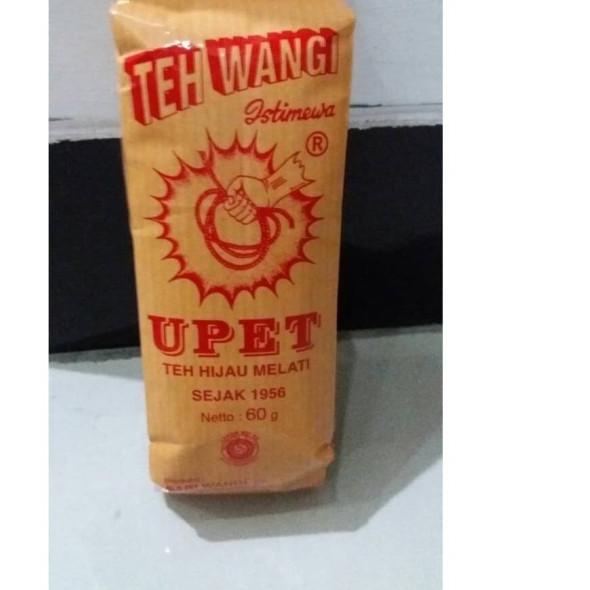 TEH WANGI
Istimewa
®
UPET
TEH HIJAU MELATI
SEJAK 1956
Netto : 60 g